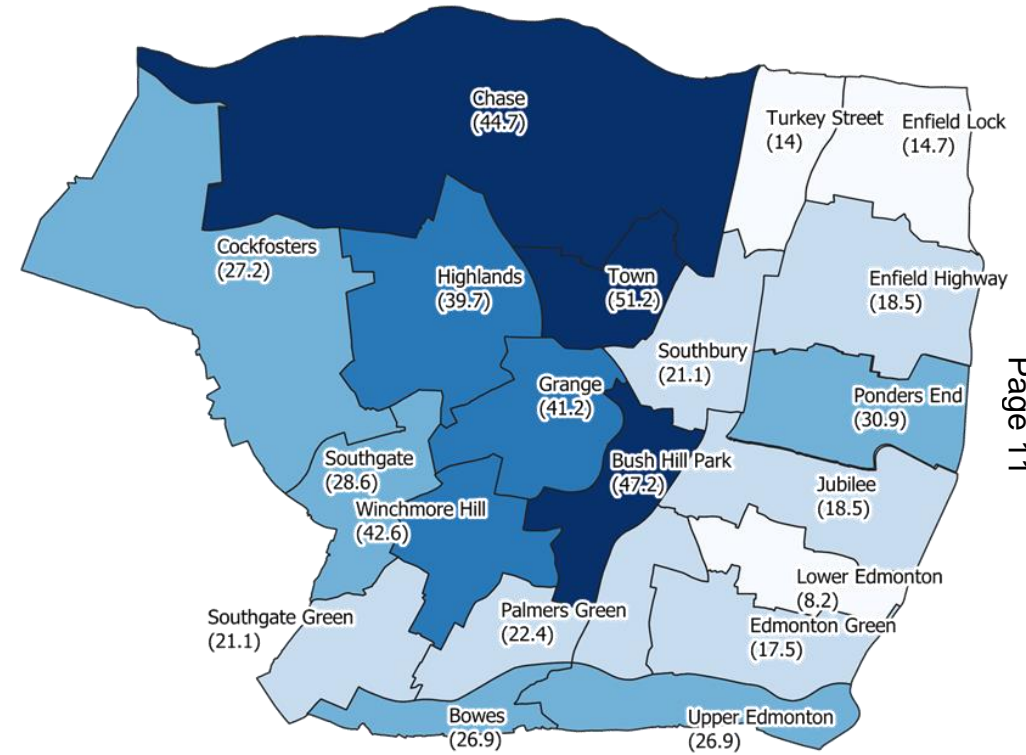 Chase
(44.7)
Turkey Street
(14)
Enfield Lock
(14.7)
Cockfosters
(27.2)
Highlands
(39.7)
Town
(51.2)
Enfield Highway
(18.5)
Southbury
(21.1)
Grange
(41.2)
Ponders End
(30.9)
Southgate
(28.6)
Bush Hill Park
(47.2)
Jubilee
(18.5)
Winchmore Hill
(42.6)
Lower Edmonton
(8.2)
Southgate Green
(21.1)
Palmers Green
(22.4)
Edmonton Green
(17.5)
Bowes
(26.9)
Upper Edmonton
(26.9)
Page 11